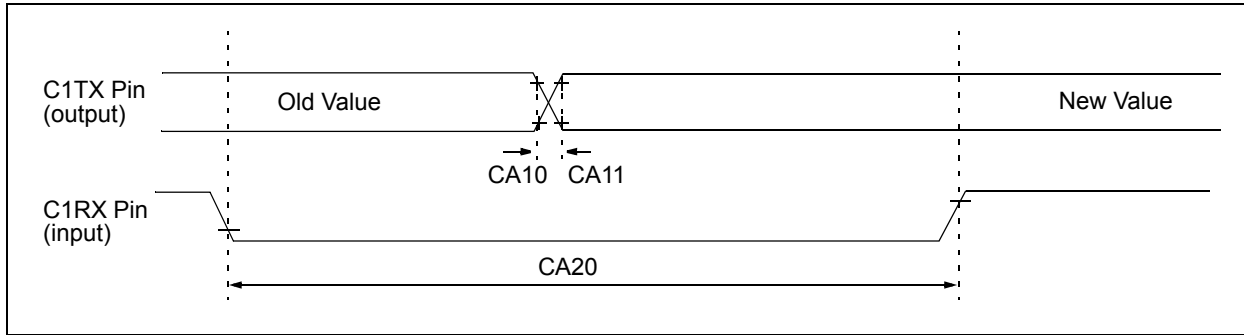 C1TX Pin
(output)
Old Value
New Value
CA10 CA11
C1RX Pin
(input)
CA20